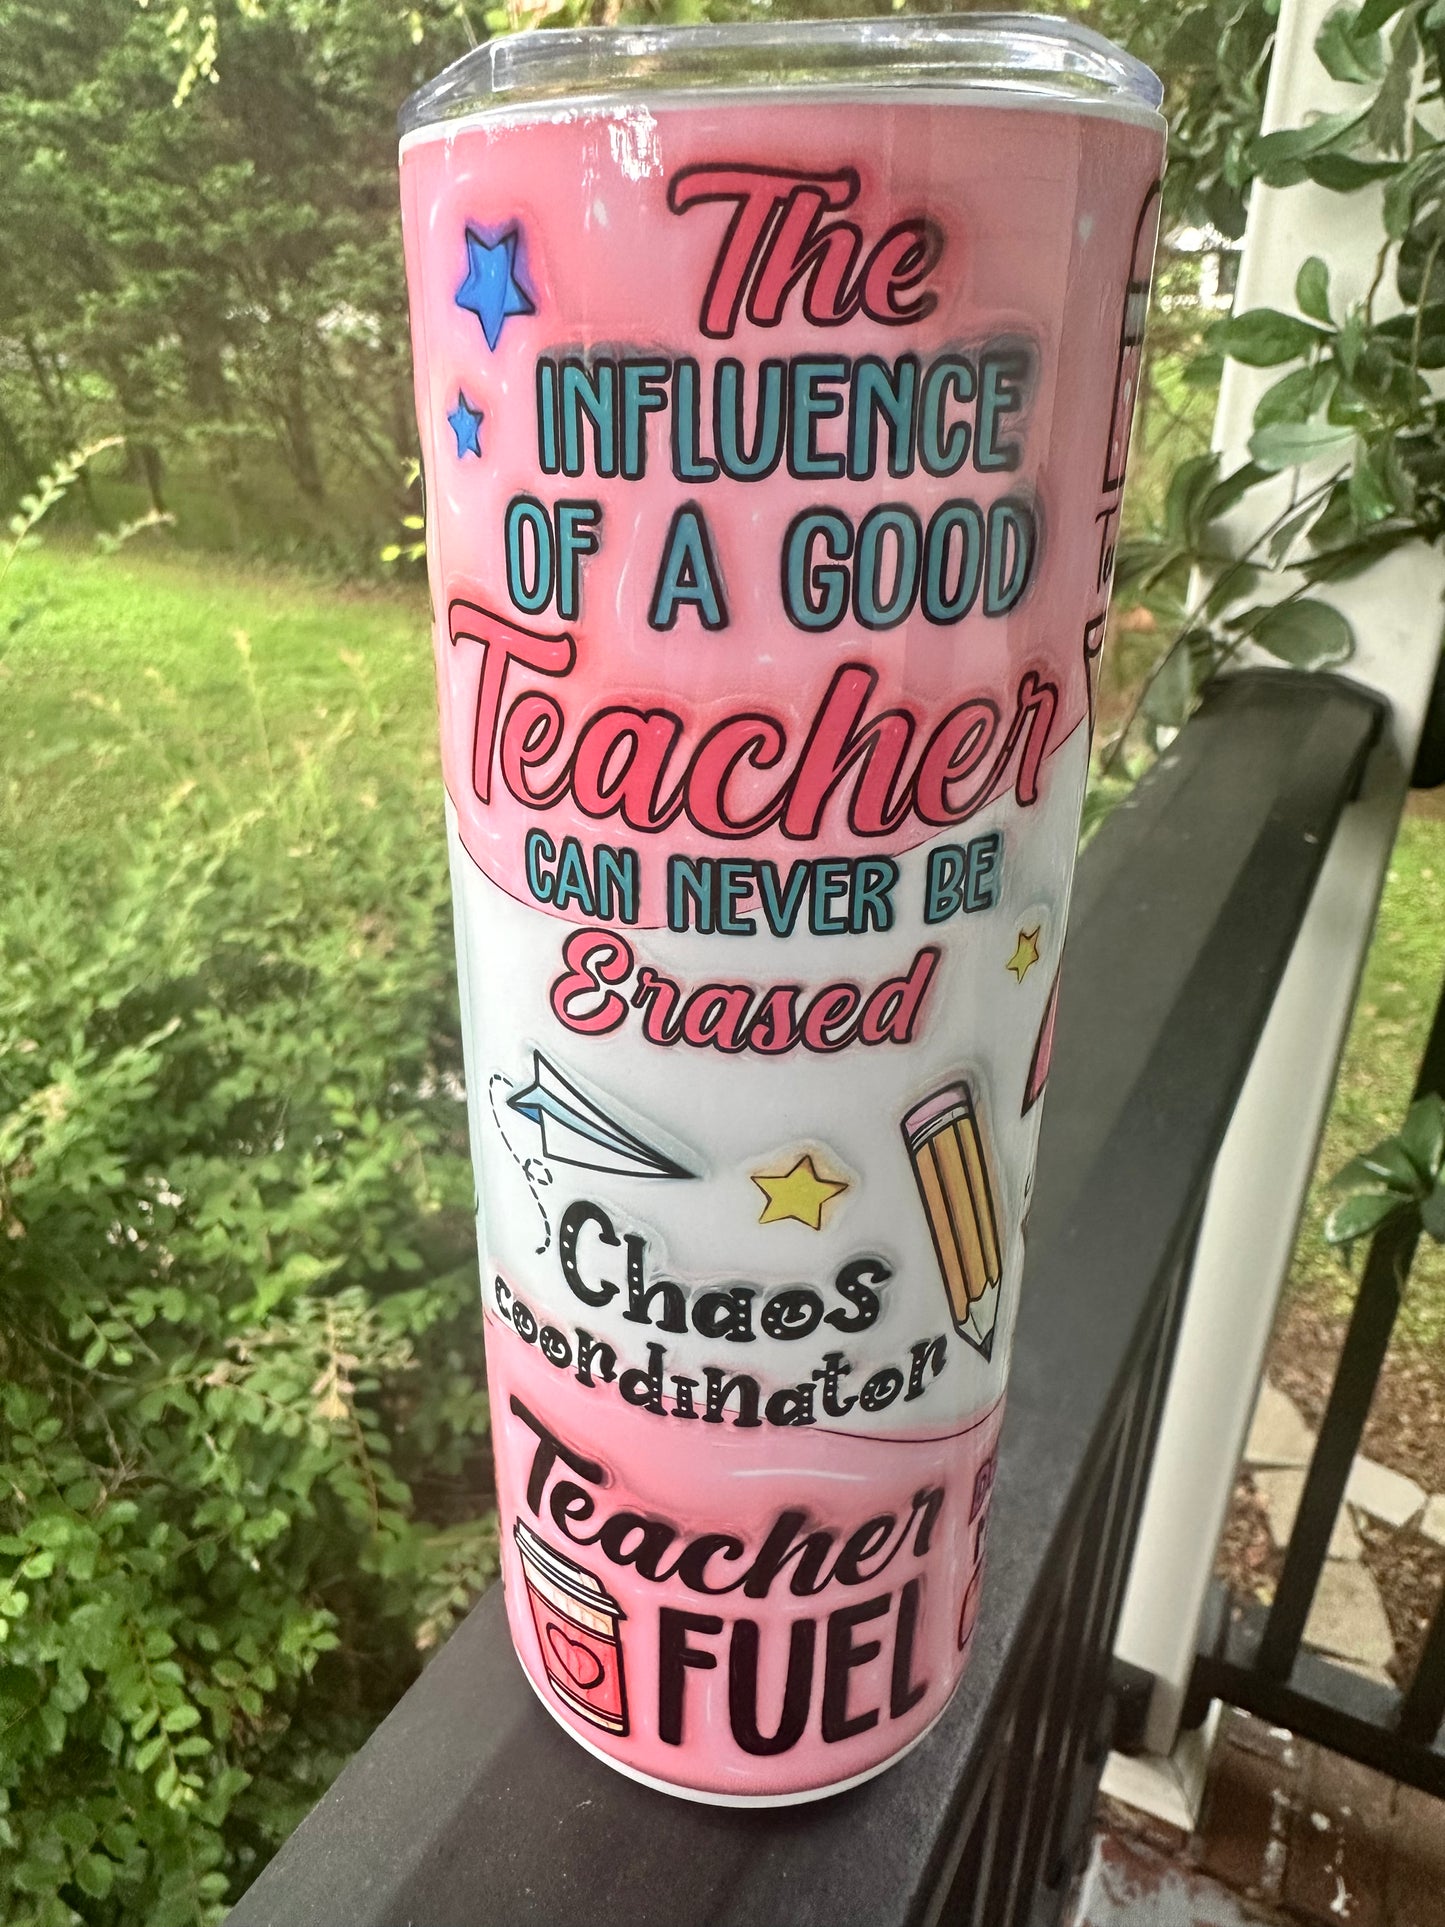 The
INFLUENCE
OF A GOOD
Teacher
CAN NEVER BE
Erased
Chaos
coordinator
Teacher
FUEL